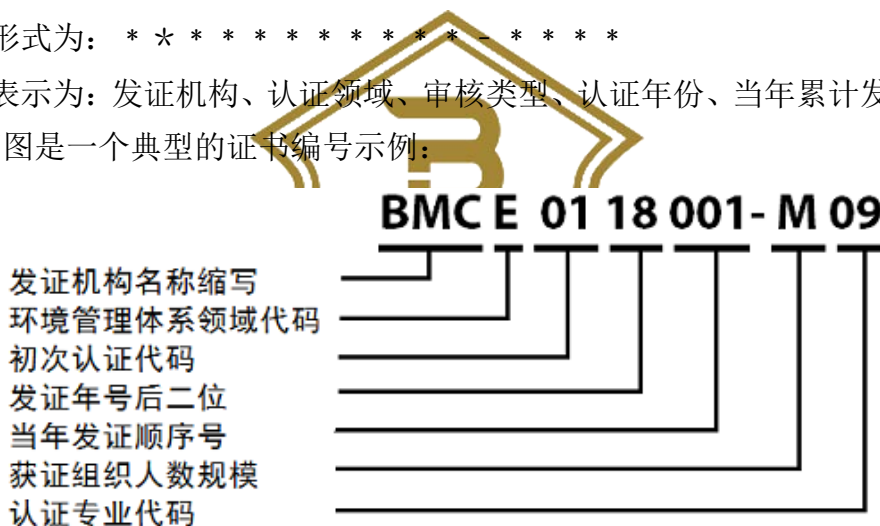 形式为：* * * * * * * * * * * - * * * *
表示为：发证机构、认证领域、审核类型、认证年份、当年累计发
图是一个典型的证书编号示例：
BMC E 01 18 001- M 09
发证机构名称缩写
环境管理体系领域代码
初次认证代码
发证年号后二位
当年发证顺序号
获证组织人数规模
认证专业代码